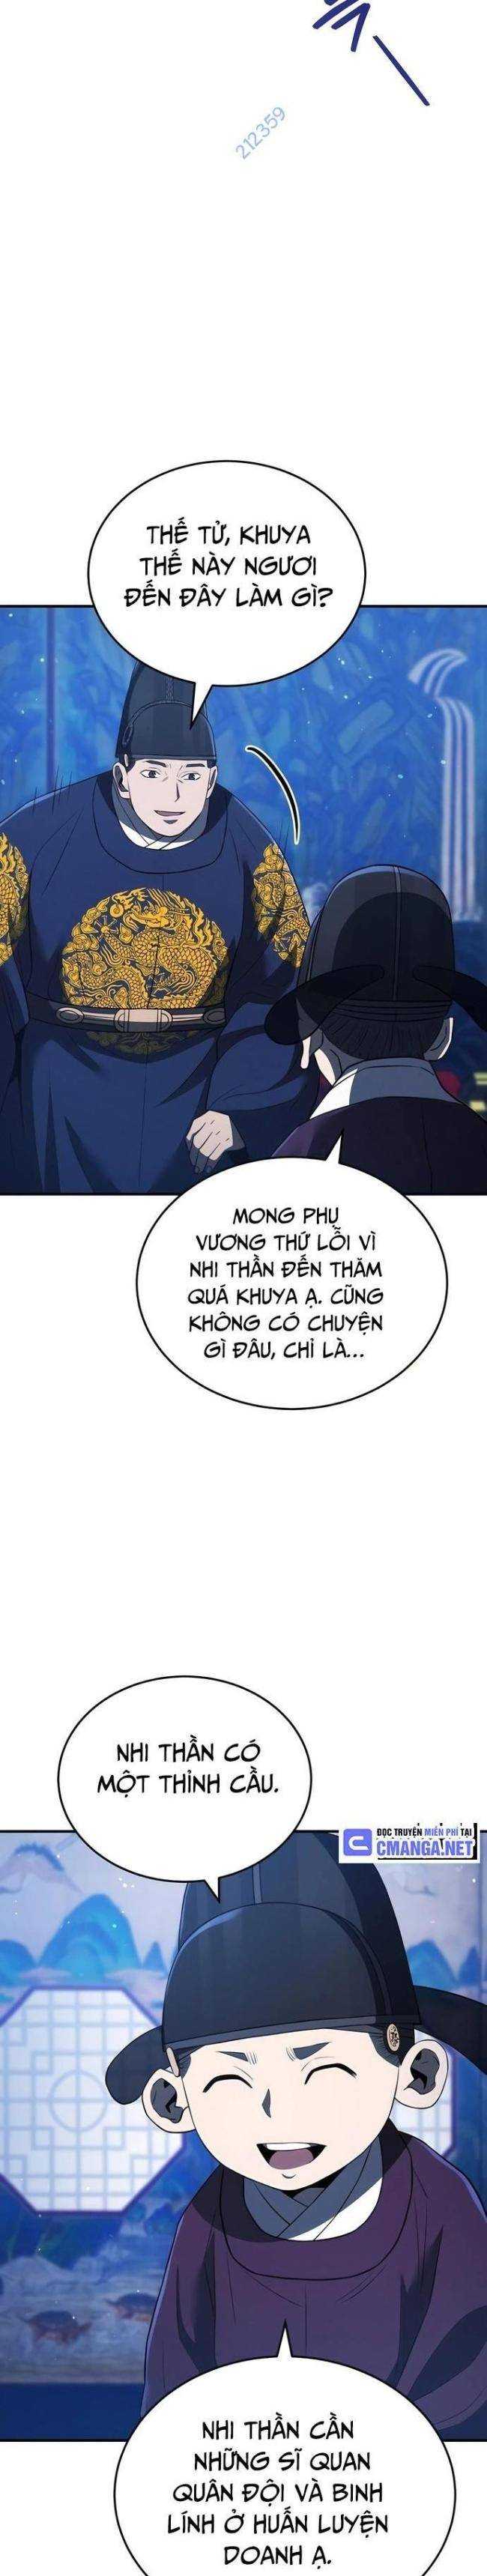 212359
THẾ TỬ, KHUYA
THẾ NÀY NGƯƠI
ĐẾN ĐÂY LÀM GÌ?
MONG PHỤ
VƯƠNG THỨ LỖI VÌ
NHI THẦN ĐẾN THĂM
QUÁ KHUYA Ạ. CŨNG
KHÔNG CÓ CHUYỆN
GÌ ĐÂU, CHỈ LÀ...
NHI THẦN CÓ
MỘT THỈNH CẦU.
ĐỌC TRUYỆN MIỄN PHÍ TẠI
CMANGA.NET
NHI THẦN CẦN
NHỮNG SĨ QUAN
QUÂN ĐỘI VÀ BINH
LÍNH Ở HUẤN LUYỆN
DOANH Ạ.